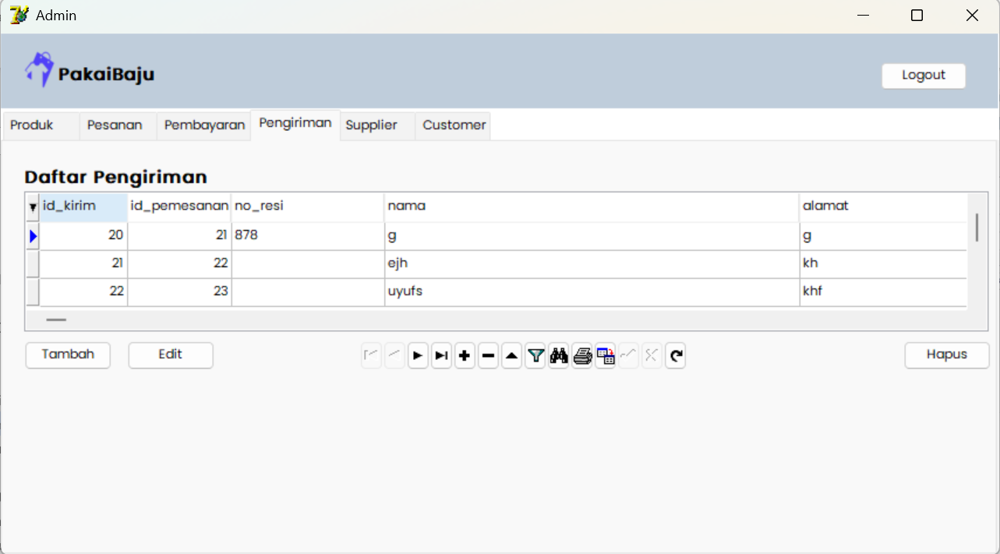 Admin
PakaiBaju
Logout
Produk Pesanan Pembayaran Pengiriman Supplier Customer
Daftar Pengiriman
id_kirim id_pemesanan no_resi nama alamat
20 21 878 g g
21 22 ejh kh
22 23 uyufs khf
Tambah Edit Hapus